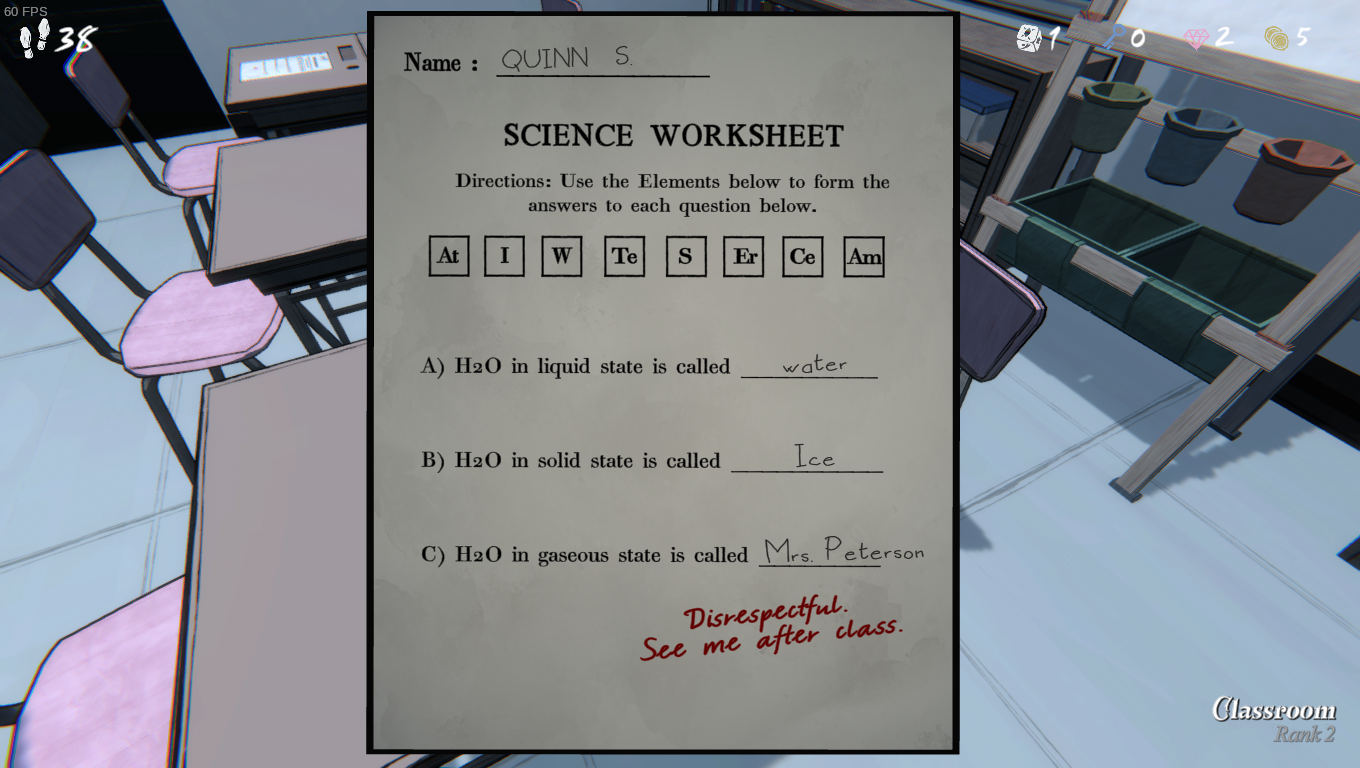 60 FPS
38
1 0 2 5
Name : QUINN S.
SCIENCE WORKSHEET
Directions: Use the Elements below to form the
answers to each question below.
At I W Te S Er Ce Am
A) H2O in liquid state is called water
B) H2O in solid state is called Ice
C) H2O in gaseous state is called Mrs. Peterson
Disrespectful.
See me after class.
Classroom
Rank 2